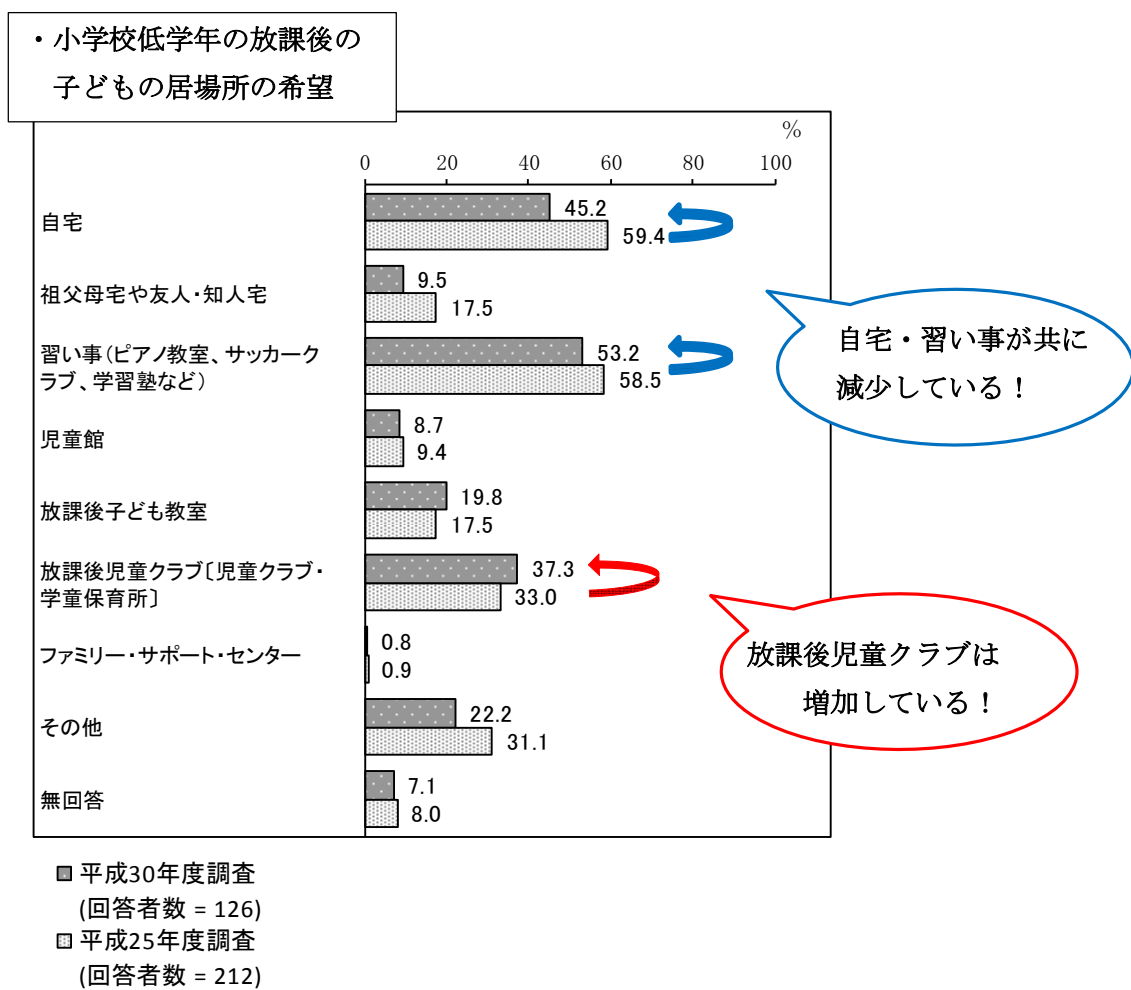 ・小学校低学年の放課後の
子どもの居場所の希望
%
0 20 40 60 80 100
自宅
45.2
59.4
祖父母宅や友人・知人宅
9.5
17.5
習い事(ピアノ教室、サッカーク
ラブ、学習塾など)
53.2
58.5
児童館
8.7
9.4
放課後子ども教室
19.8
17.5
放課後児童クラブ〔児童クラブ・
学童保育所〕
37.3
33.0
ファミリー・サポート・センター
0.8
0.9
その他
22.2
31.1
無回答
7.1
8.0
自宅・習い事が共に
減少している！
放課後児童クラブは
増加している！
平成30年度調査
(回答者数 = 126)
平成25年度調査
(回答者数 = 212)